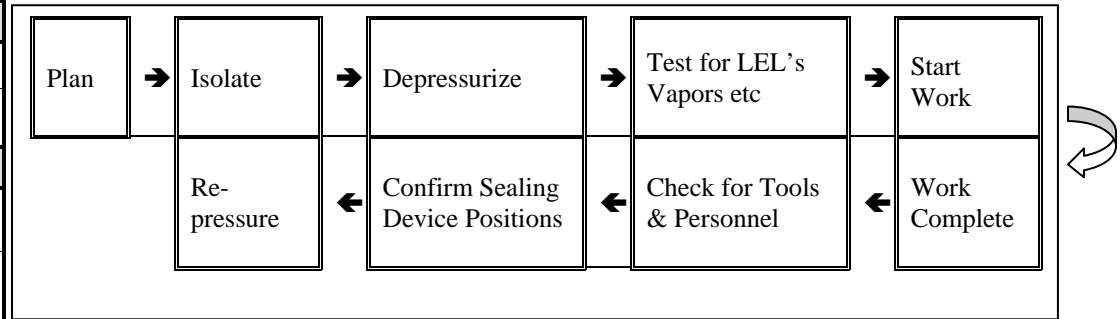 Plan
Isolate
Depressurize
Test for LEL's
Vapors etc
Start
Work
Work
Complete
Check for Tools
& Personnel
Confirm Sealing
Device Positions
Re-
pressure